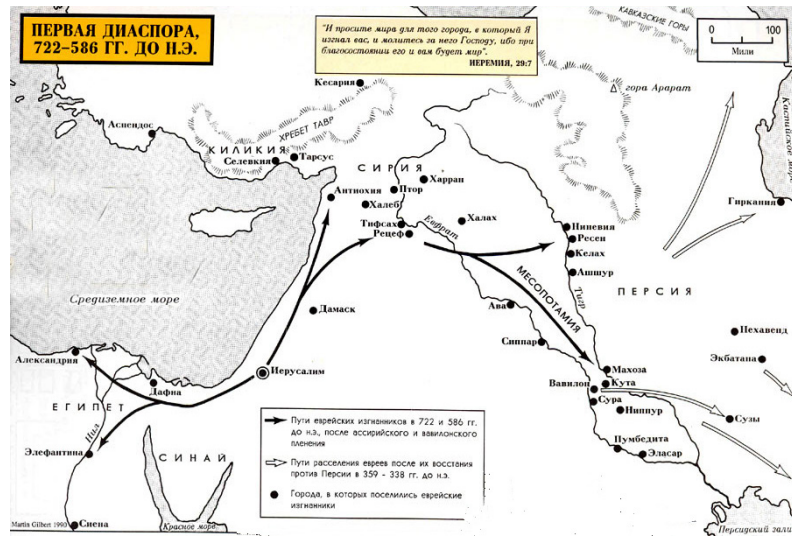 ПЕРВАЯ ДИАСПОРА,
722–586 ГГ. ДО Н.Э.
"И просите мира для того города, в который Я
изгнал вас, и молитесь за него Господу, ибо при
благосостоянии его и вам будет мир".
ИЕРЕМИЯ, 29:7
КАВКАЗСКИЕ ГОРЫ
0 100
Мили
Кесария
гора Арарат
Аспендос
ХРЕБЕТ ТАВР
КИЛИКИЯ
Селевкия
Тарсус
СИРИЯ
Каспийское море
Антиохия
Птор
Харран
Халеб
Гиркания
Тифсах
Евфрат
Халах
Рецеф
Ниневия
Ресен
Келах
Ашшур
МЕСОПОТАМИЯ
Тигр
ПЕРСИЯ
Средиземное море
Дамаск
Ава
Сиппар
Нехавенд
Экбатана
Александрия
Иерусалим
Дафна
Махоза
Вавилон
Кута
Сура
Ниппур
Сузы
ЕГИПЕТ
Нил
Элефантина
СИНАЙ
Пумбедита
Эласар
Пути еврейских изгнанников в 722 и 586 гг.
до н.э., после ассирийского и вавилонского
пленения
Пути расселения евреев после их восстания
против Персии в 359 - 338 гг. до н.э.
Города, в которых поселились еврейские
изгнанники
Martin Gilbert 1990
Сиена
Красное море
Персидский зали